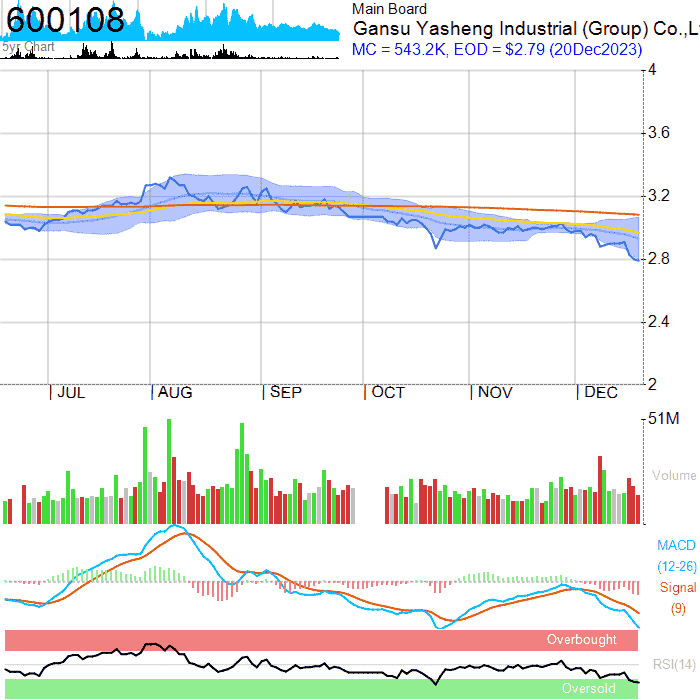 600108
5yr Chart
Main Board
Gansu Yasheng Industrial (Group) Co.,L
MC = 543.2K, EOD = $2.79 (20Dec2023)
4
3.6
3.2
2.8
2.4
2
JUL AUG SEP OCT NOV DEC
51M
Volume
MACD
(12-26)
Signal
(9)
Overbought
RSI(14)
Oversold